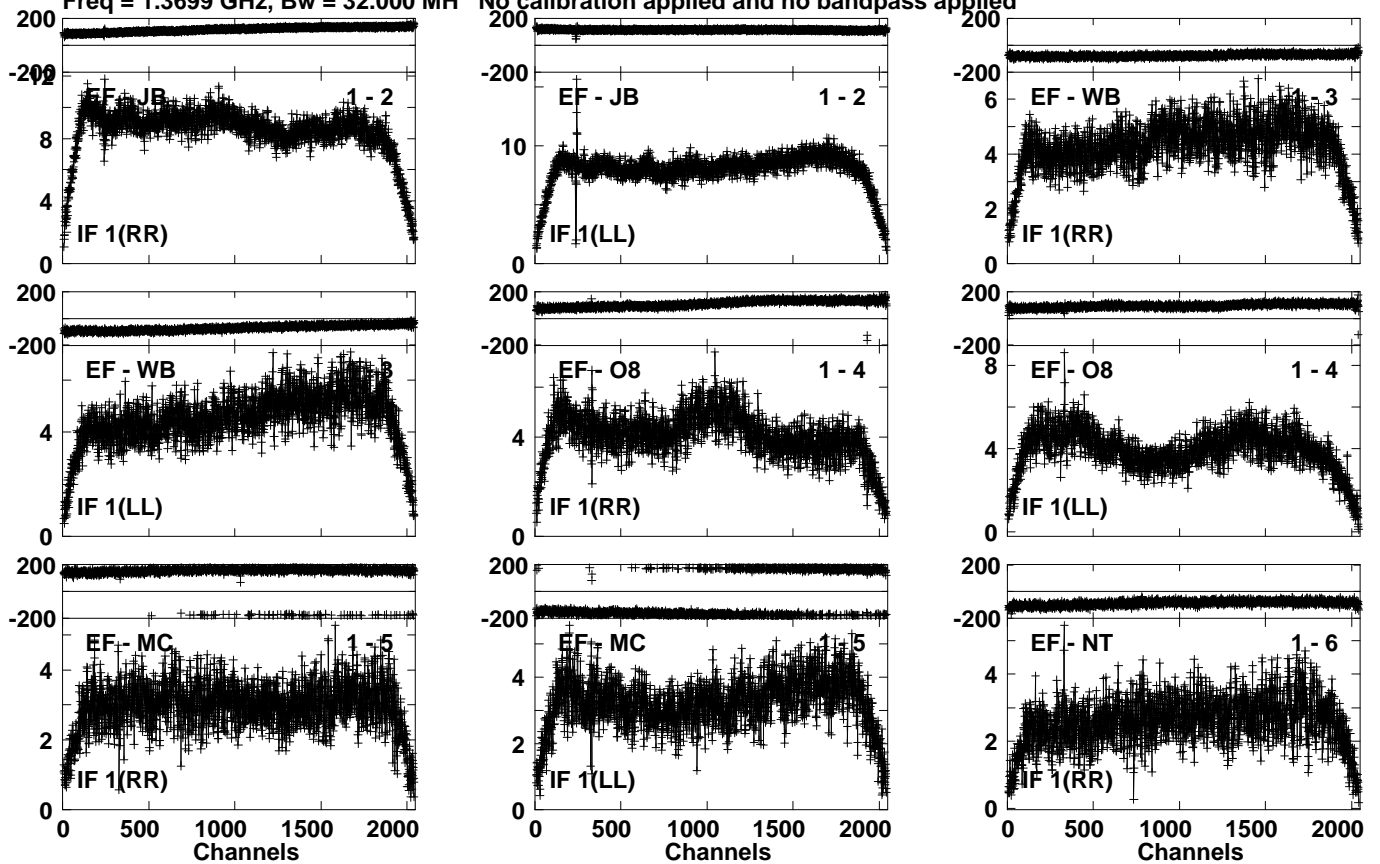 Freq = 1.3699 GHz, Bw = 32.000 MH No calibration applied and no bandpass applied
200
-200
12
8
4
0
EF - JB
1 - 2
IF 1(RR)
200
-200
10
0
EF - JB
1 - 2
IF 1(LL)
200
-200
6
4
2
0
EF - WB
1 - 3
IF 1(RR)
200
-200
4
0
EF - WB
1 - 3
IF 1(LL)
200
-200
4
0
EF - O8
1 - 4
IF 1(RR)
200
-200
8
4
0
EF - O8
1 - 4
IF 1(LL)
200
-200
4
2
0
EF - MC
1 - 5
IF 1(RR)
0 500 1000 1500 2000
Channels
200
-200
4
2
0
EF - MC
1 - 5
IF 1(LL)
0 500 1000 1500 2000
Channels
200
-200
4
2
0
EF - NT
1 - 6
IF 1(RR)
0 500 1000 1500 2000
Channels